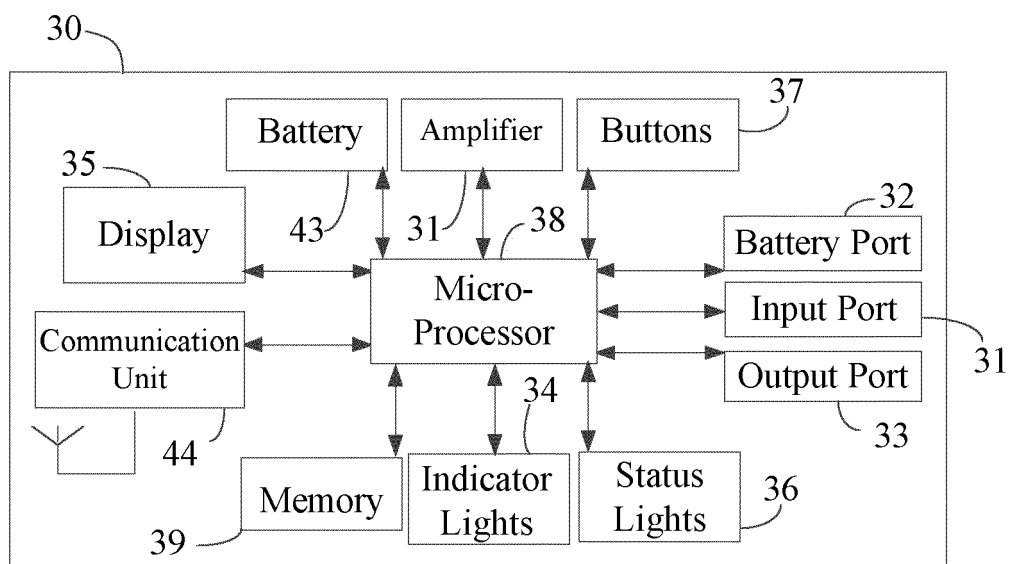 30
37
Battery
Amplifier
Buttons
35
32
43
31
38
Display
Battery Port
Micro-
Processor
Input Port
Communication
Unit
31
Output Port
34
33
44
Memory
Indicator
Lights
Status
Lights
36
39